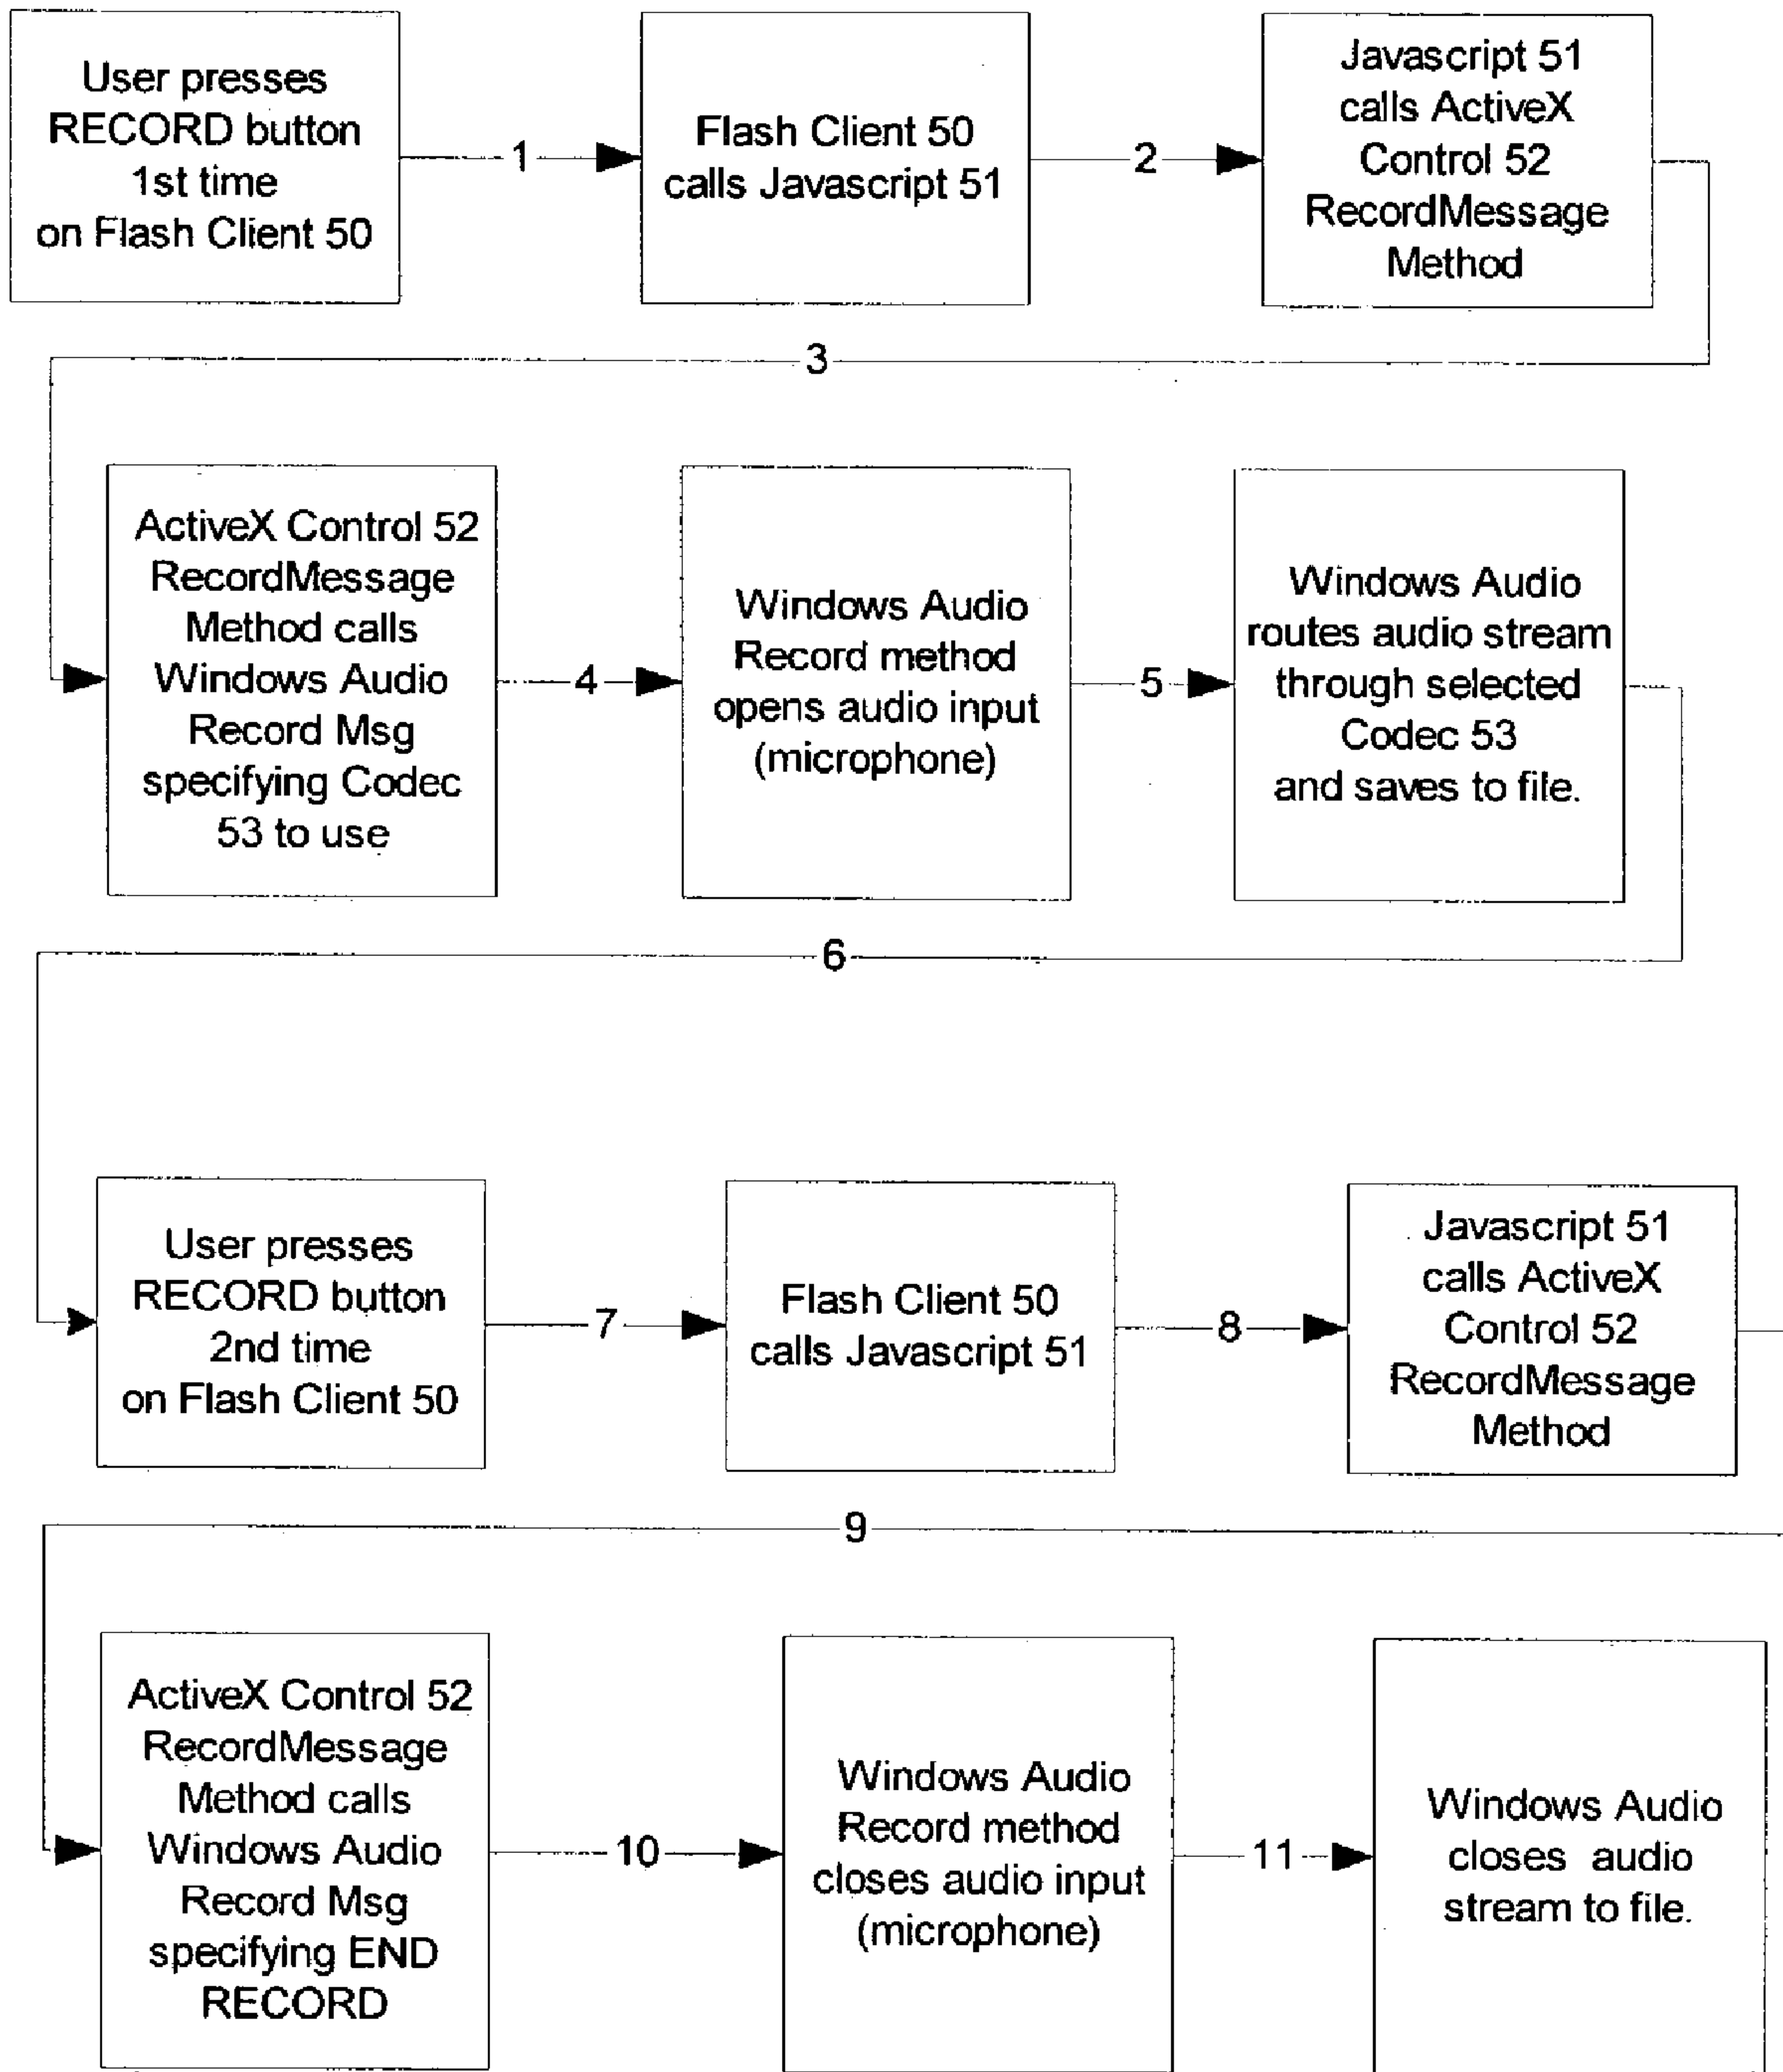 User presses
RECORD button
1st time
on Flash Client 50
1
Flash Client 50
calls Javascript 51
2
Javascript 51
calls ActiveX
Control 52
RecordMessage
Method
3
ActiveX Control 52
RecordMessage
Method calls
Windows Audio
Record Msg
specifying Codec
53 to use
4
Windows Audio
Record method
opens audio input
(microphone)
5
Windows Audio
routes audio stream
through selected
Codec 53
and saves to file.
6
User presses
RECORD button
2nd time
on Flash Client 50
7
Flash Client 50
calls Javascript 51
8
Javascript 51
calls ActiveX
Control 52
RecordMessage
Method
9
ActiveX Control 52
RecordMessage
Method calls
Windows Audio
Record Msg
specifying END
RECORD
10
Windows Audio
Record method
closes audio input
(microphone)
11
Windows Audio
closes audio
stream to file.